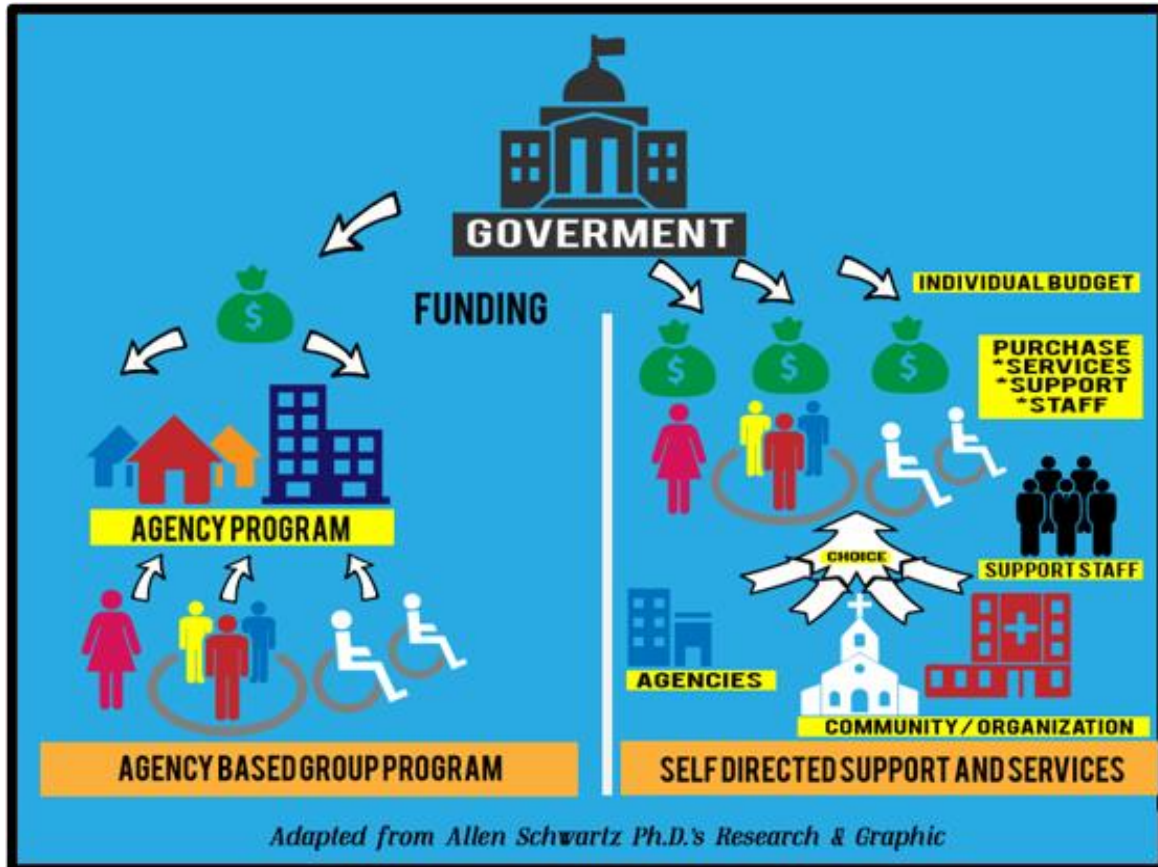 GOVERMENT
FUNDING
$
AGENCY PROGRAM
AGENCY BASED GROUP PROGRAM
INDIVIDUAL BUDGET
$ $ $
PURCHASE
*SERVICES
*SUPPORT
*STAFF
CHOICE
SUPPORT STAFF
AGENCIES
COMMUNITY / ORGANIZATION
SELF DIRECTED SUPPORT AND SERVICES
Adapted from Allen Schwartz Ph.D.'s Research & Graphic